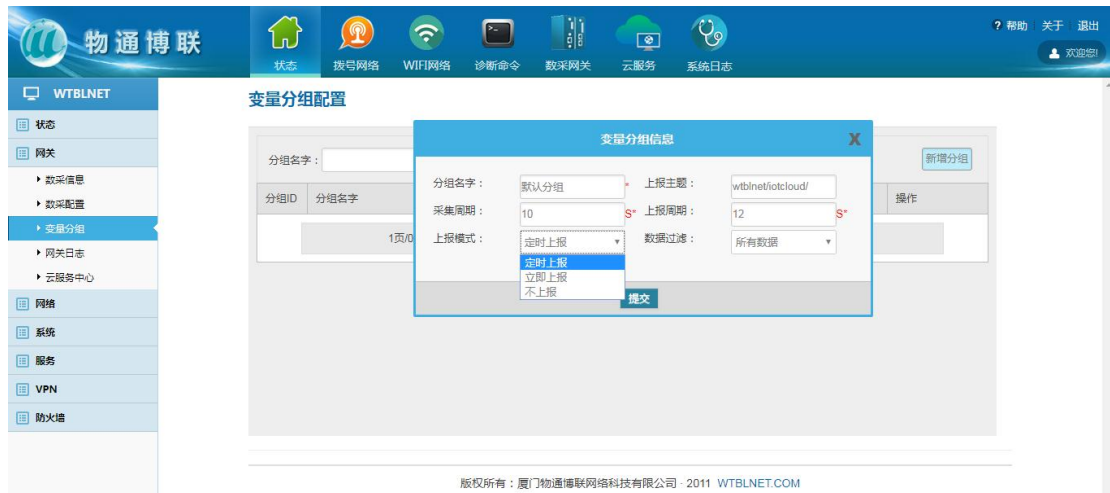 物通博联
状态 拨号网络 WIFI网络 诊断命令 数采网关 云服务 系统日志
? 帮助 关于 退出
欢迎您!
WTBLNET
状态
网关
数采信息
数采配置
变量分组
网关日志
云服务中心
网络
系统
服务
VPN
防火墙
变量分组配置
分组名字： 新增分组
分组ID 分组名字 操作
1页/0
变量分组信息 X
分组名字： 默认分组 * 上报主题： wtblnet/iotcloud/
采集周期： 10 S* 上报周期： 12 S*
上报模式： 定时上报 数据过滤： 所有数据
定时上报
立即上报
不上报
提交
版权所有：厦门物通博联网络科技有限公司 - 2011 WTBLNET.COM